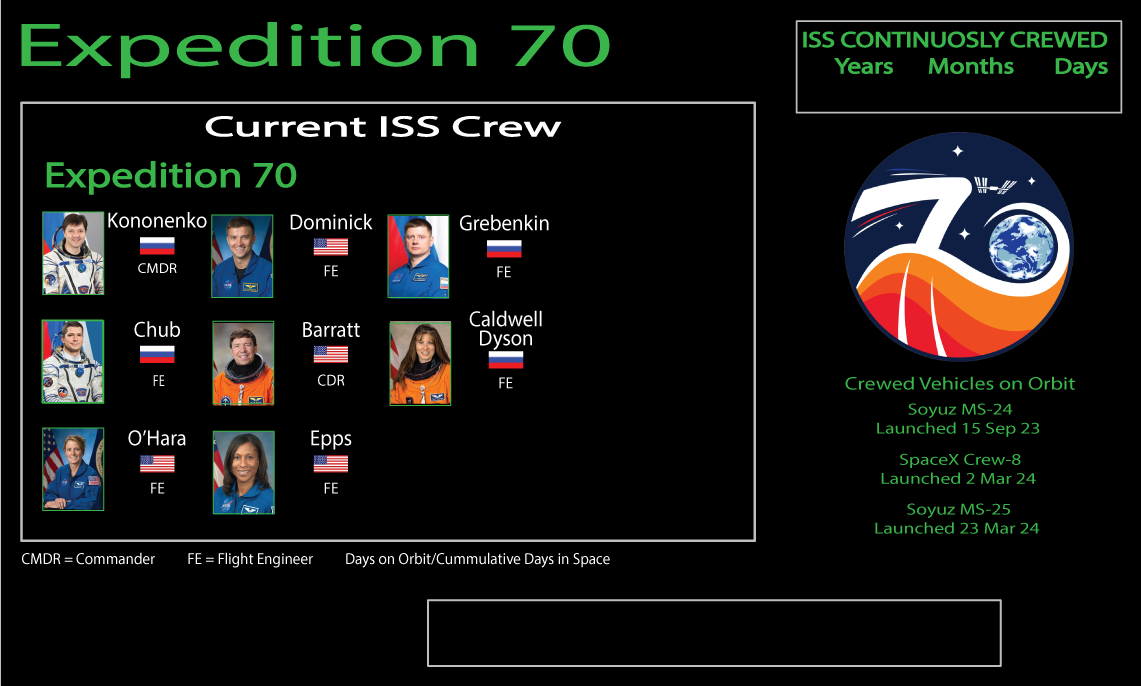 Expedition 70
ISS CONTINUOSLY CREWED
Years Months Days
Current ISS Crew
Expedition 70
Kononenko
CMDR
Dominick
FE
Grebenkin
FE
Chub
FE
Barratt
CDR
Caldwell
Dyson
FE
O'Hara
FE
Epps
FE
70
Crewed Vehicles on Orbit
Soyuz MS-24
Launched 15 Sep 23
SpaceX Crew-8
Launched 2 Mar 24
Soyuz MS-25
Launched 23 Mar 24
CMDR = Commander FE = Flight Engineer Days on Orbit/Cummulative Days in Space